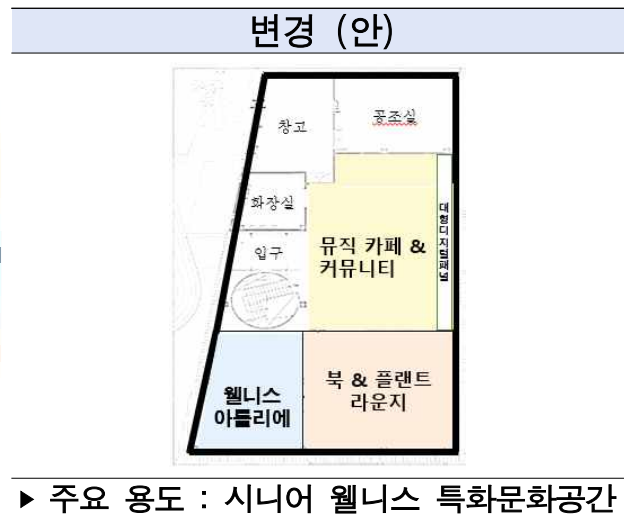 변경 (안)
창고
공조실
화장실
입구
뮤직 카페 &
커뮤니티
대형디지털패널
웰니스
아틀리에
북 & 플랜트
라운지
▶ 주요 용도 : 시니어 웰니스 특화문화공간